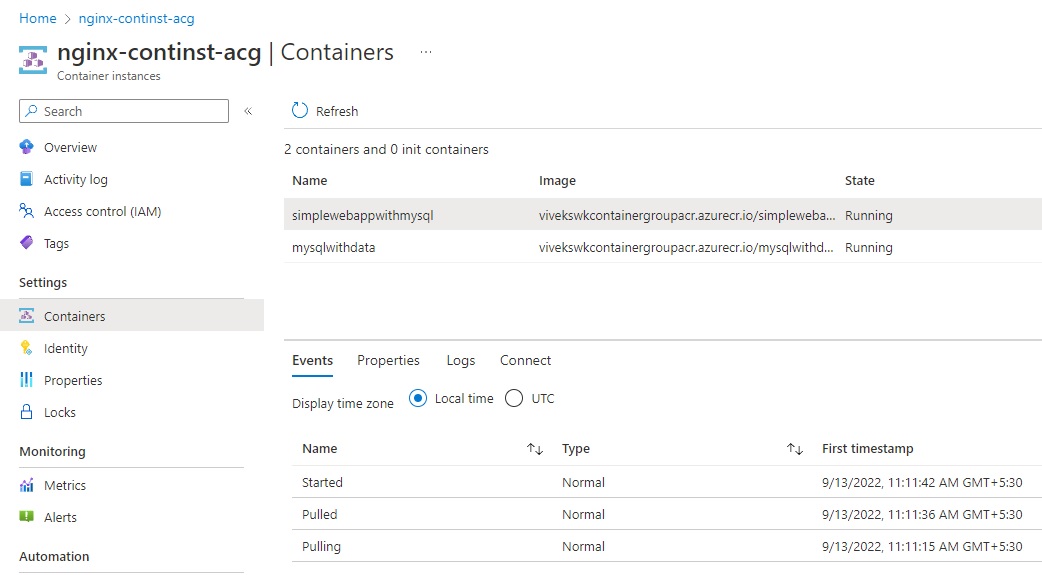 Home > nginx-continst-acg
nginx-continst-acg | Containers ...
Container instances
Search «
Overview
Activity log
Access control (IAM)
Tags
Settings
Containers
Identity
Properties
Locks
Monitoring
Metrics
Alerts
Automation
Refresh
2 containers and 0 init containers
Name Image State
simplewebappwithmysql vivekswkcontainergroupacr.azurecr.io/simpleweba... Running
mysqlwithdata vivekswkcontainergroupacr.azurecr.io/mysqlwithd... Running
Events Properties Logs Connect
Display time zone Local time UTC
Name Type First timestamp
Started Normal 9/13/2022, 11:11:42 AM GMT+5:30
Pulled Normal 9/13/2022, 11:11:36 AM GMT+5:30
Pulling Normal 9/13/2022, 11:11:15 AM GMT+5:30